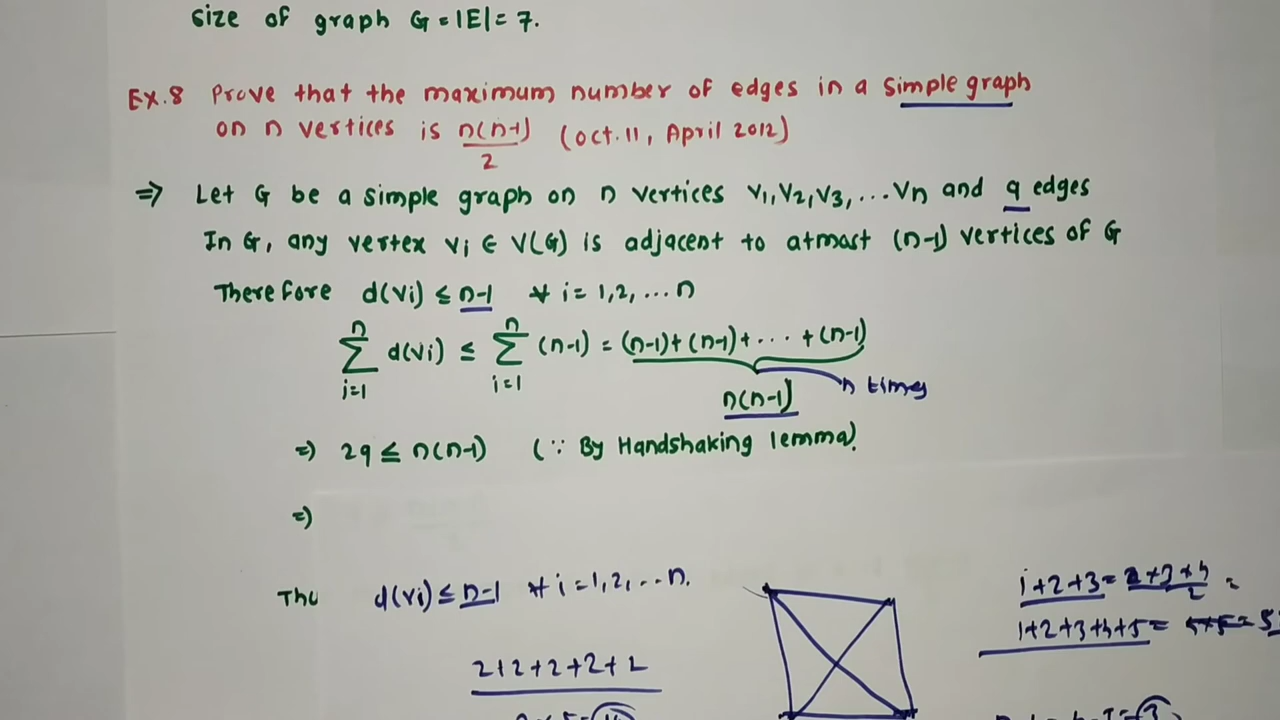 size of graph G = |E| = 7.
Ex.8 Prove that the maximum number of edges in a simple graph
on n vertices is n(n-1)/2 (oct.11, April 2012)
⇒ Let G be a simple graph on n vertices v1, v2, v3, ... vn and q edges
In G, any vertex vi ∈ V(G) is adjacent to atmost (n-1) vertices of G
Therefore d(vi) ≤ n-1 ∀ i = 1,2, ... n
n∑i=1 d(vi) ≤ n∑i=1 (n-1) = (n-1) + (n-1) + ... + (n-1)
n times
n(n-1)
=) 2q ≤ n(n-1) (∵ By Handshaking lemma)
=)
The d(vi) ≤ n-1 ∀ i = 1,2, .. n.
1+2+3 =
1+2+3+4+5 =
2+2+2+2+2